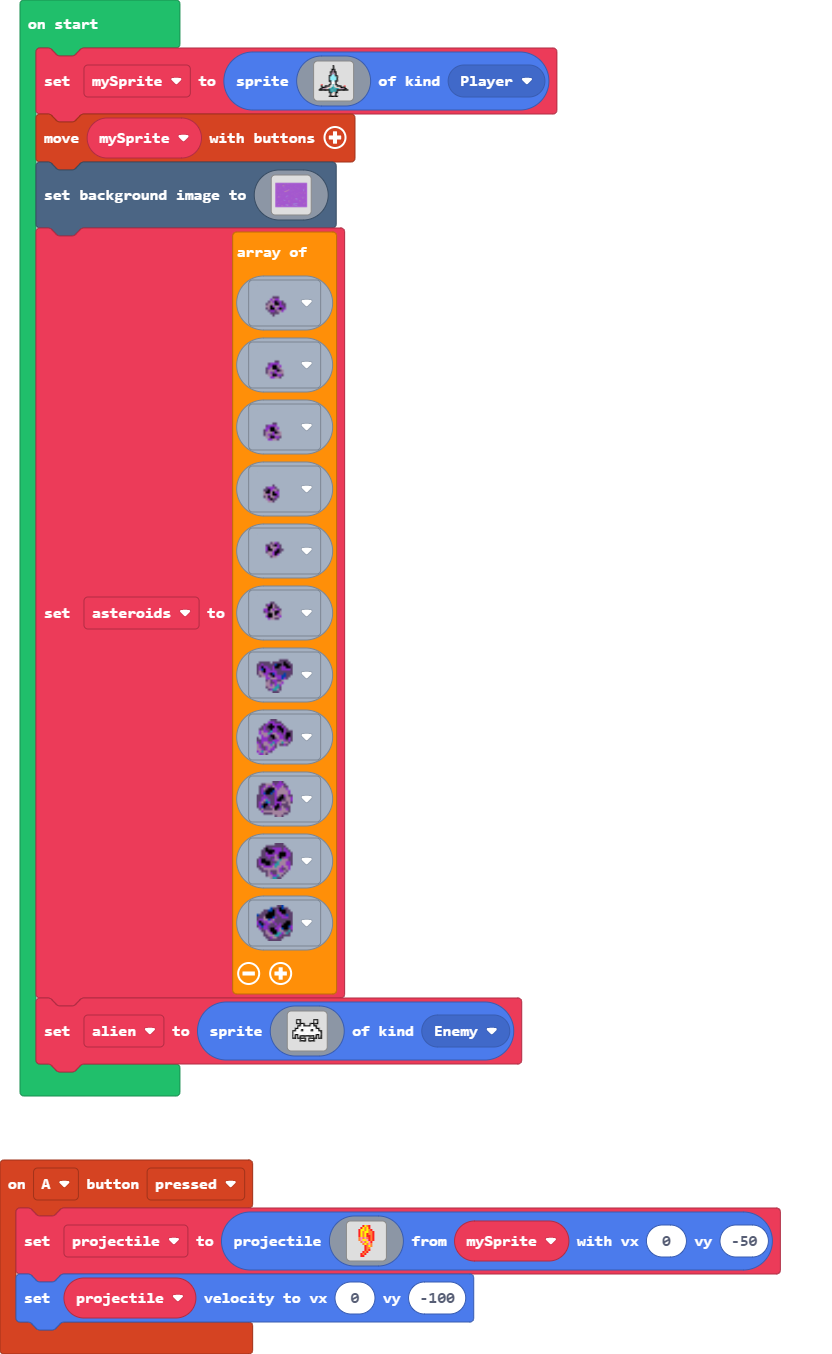 on start
set mySprite to sprite of kind Player
move mySprite with buttons
set background image to
array of
set asteroids to
set alien to sprite of kind Enemy
on A button pressed
set projectile to projectile from mySprite with vx 0 vy -50
set projectile velocity to vx 0 vy -100